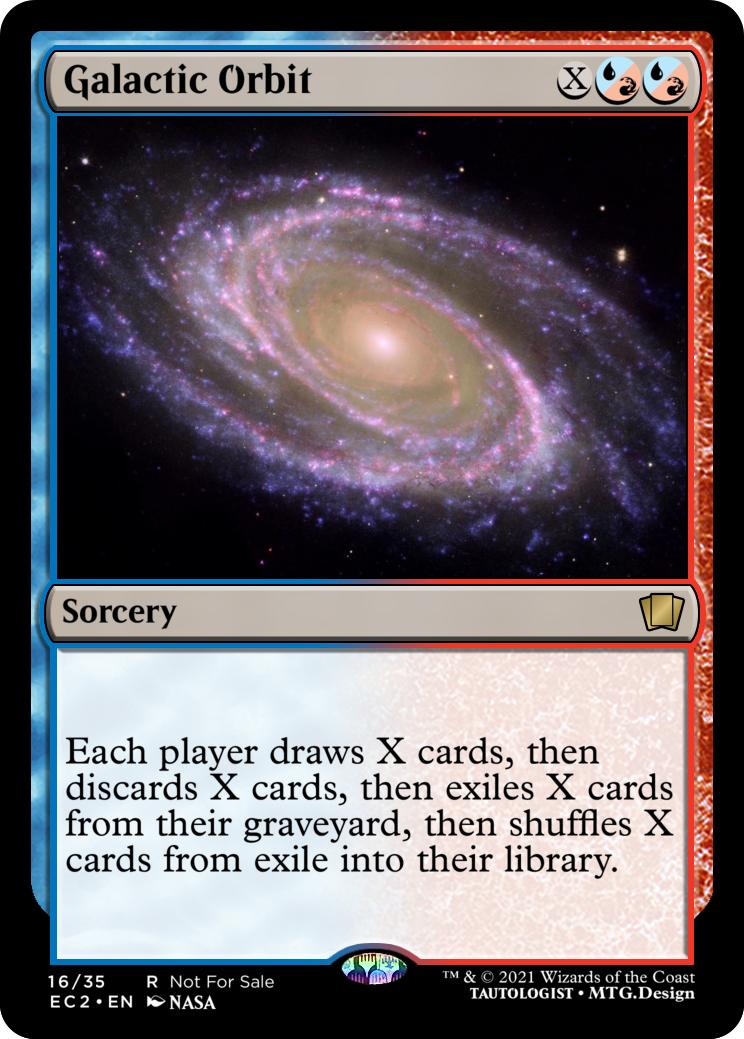 Galactic Orbit X
Sorcery
Each player draws X cards, then
discards X cards, then exiles X cards
from their graveyard, then shuffles X
cards from exile into their library.
16/35 R Not For Sale
EC2 • EN NASA
™ & © 2021 Wizards of the Coast
TAUTOLOGIST • MTG.Design